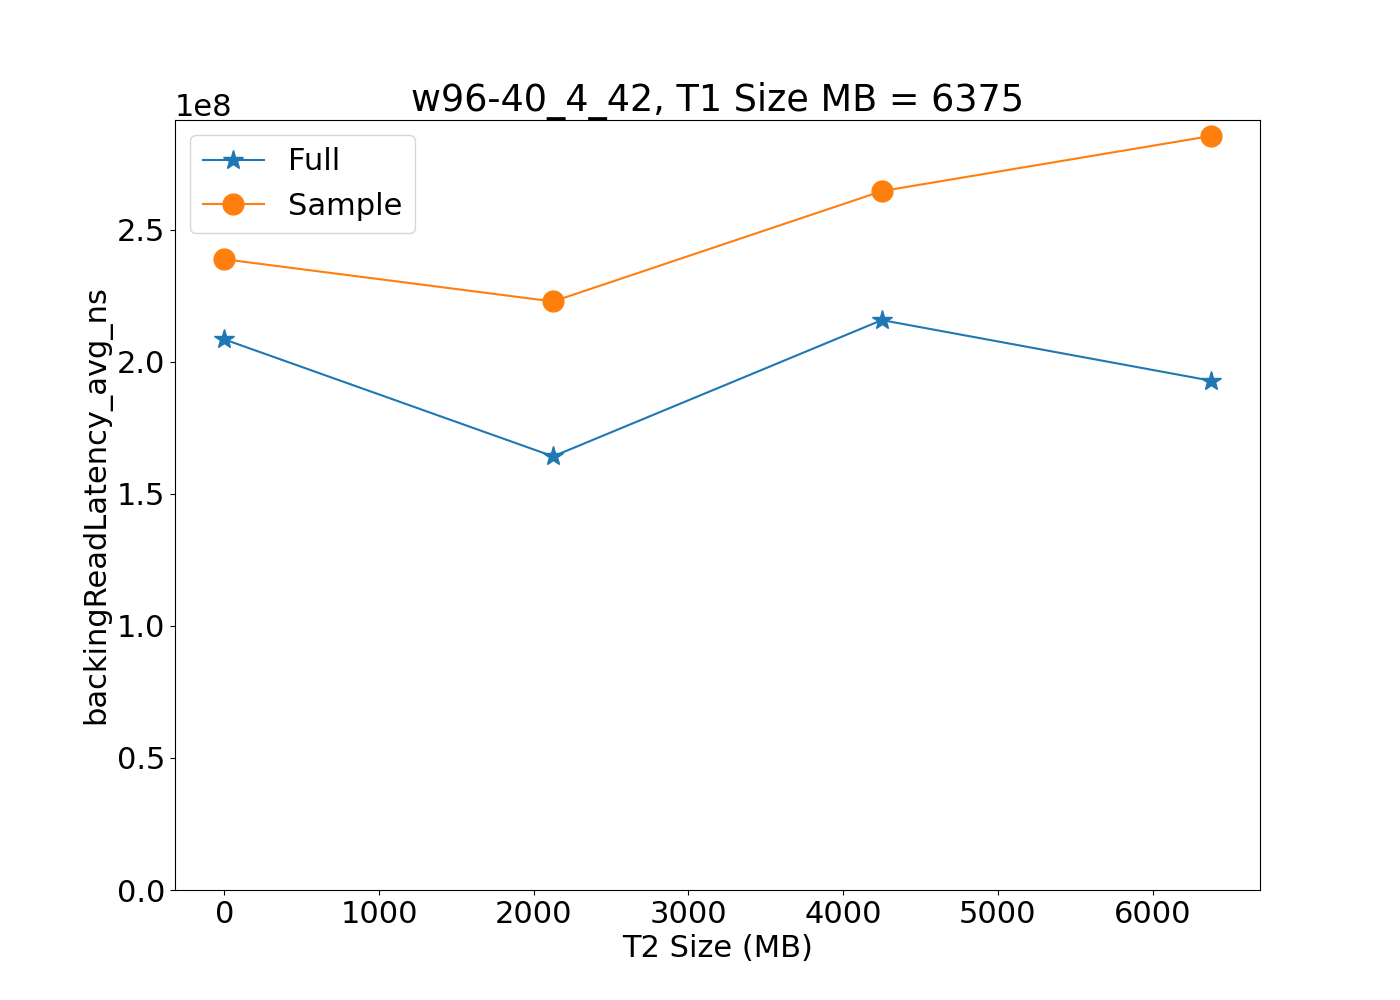 w96-40_4_42, T1 Size MB = 6375
1e8
Full
Sample
2.5
2.0
1.5
1.0
0.5
0.0
backingReadLatency_avg_ns
0 1000 2000 3000 4000 5000 6000
T2 Size (MB)